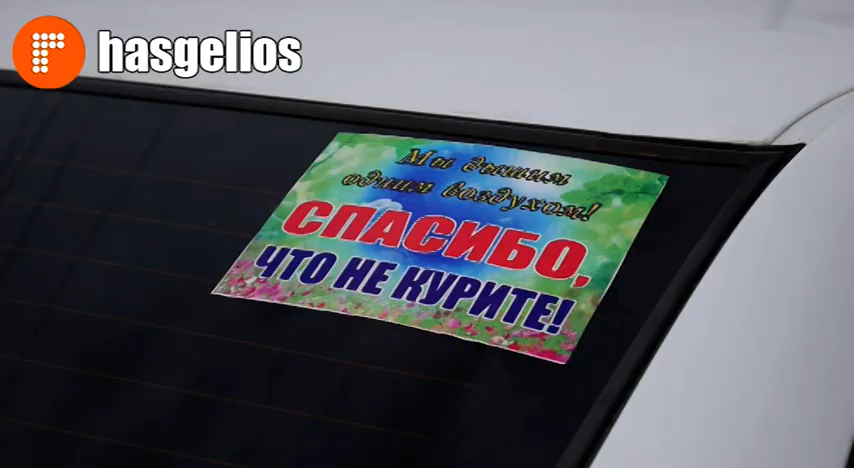 hasgelios
Мы дышим
одним воздухом!
СПАСИБО,
ЧТО НЕ КУРИТЕ!